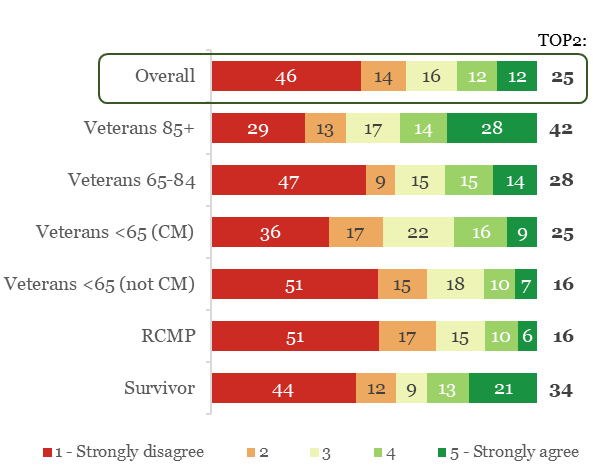 TOP2:
Overall 46 14 16 12 12 25
Veterans 85+ 29 13 17 14 28 42
Veterans 65-84 47 9 15 15 14 28
Veterans <65 (CM) 36 17 22 16 9 25
Veterans <65 (not CM) 51 15 18 10 7 16
RCMP 51 17 15 10 6 16
Survivor 44 12 9 13 21 34
1 - Strongly disagree 2 3 4 5 - Strongly agree